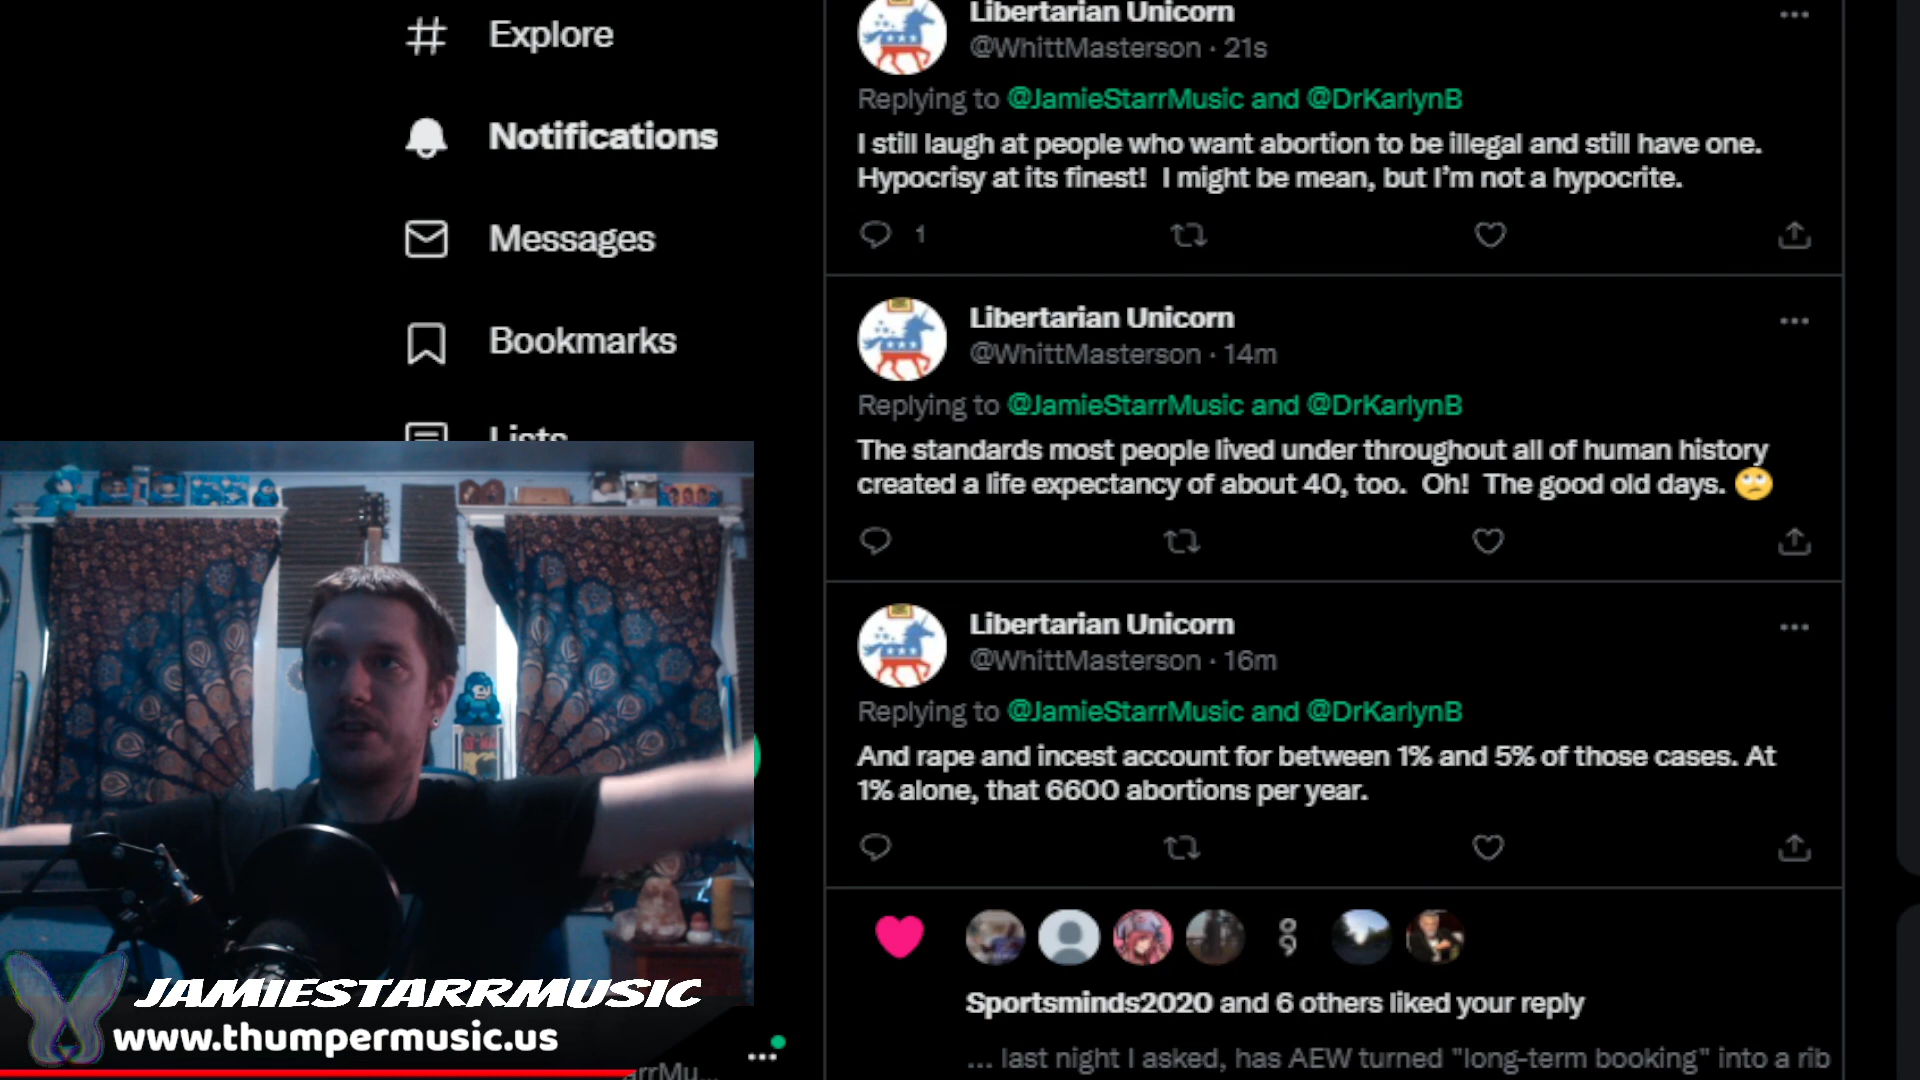 Explore
Notifications
Messages
Bookmarks
Lists
Libertarian Unicorn
@WhittMasterson · 21s
Replying to @JamieStarrMusic and @DrKarlynB
I still laugh at people who want abortion to be illegal and still have one.
Hypocrisy at its finest!  I might be mean, but I'm not a hypocrite.
1
Libertarian Unicorn
@WhittMasterson · 14m
Replying to @JamieStarrMusic and @DrKarlynB
The standards most people lived under throughout all of human history
created a life expectancy of about 40, too.  Oh!  The good old days. 🙄
Libertarian Unicorn
@WhittMasterson · 16m
Replying to @JamieStarrMusic and @DrKarlynB
And rape and incest account for between 1% and 5% of those cases. At
1% alone, that 6600 abortions per year.
Sportsminds2020 and 6 others liked your reply
... last night I asked, has AEW turned "long-term booking" into a rib
JAMIESTARRMUSIC
www.thumpermusic.us